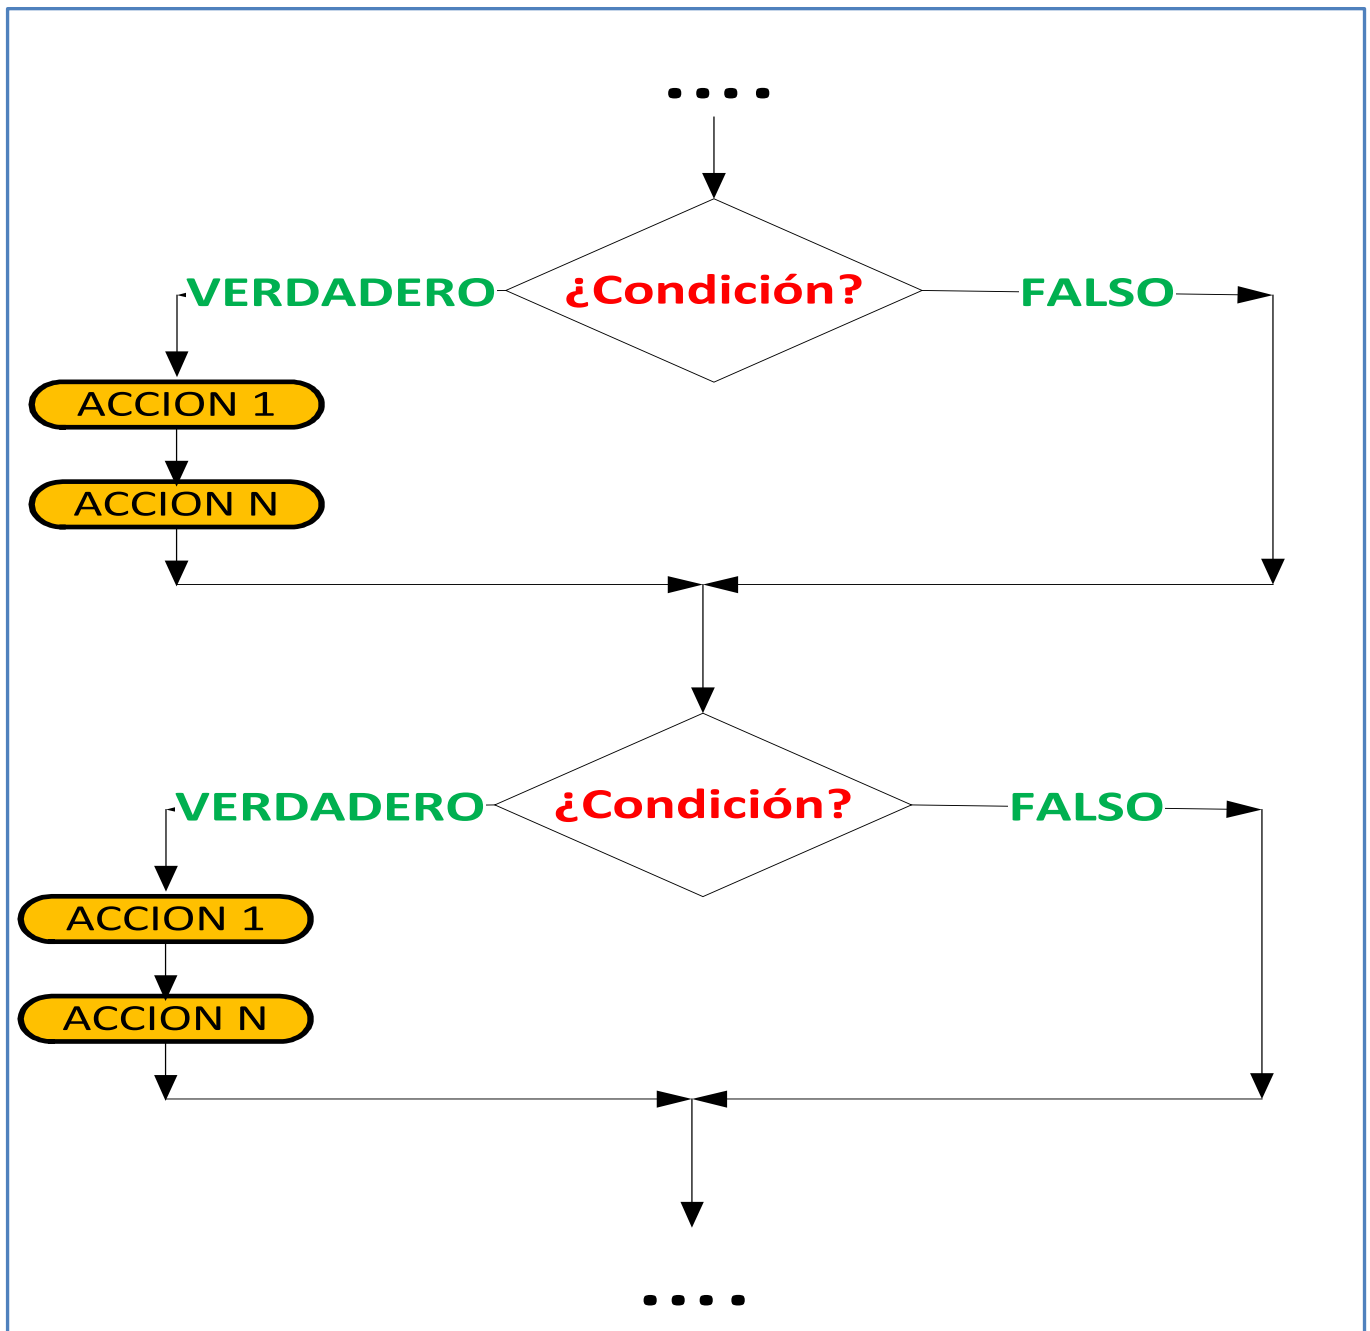 ....
¿Condición?
VERDADERO
FALSO
ACCION 1
ACCION N
¿Condición?
VERDADERO
FALSO
ACCION 1
ACCION N
....